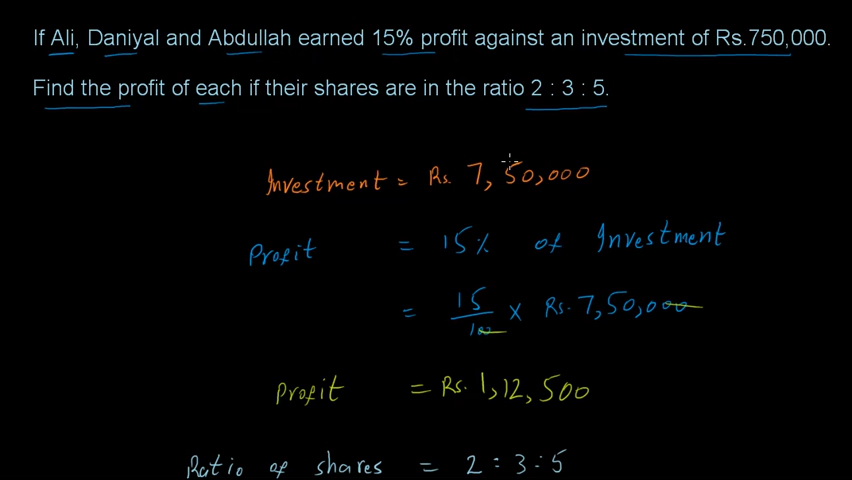 If Ali, Daniyal and Abdullah earned 15% profit against an investment of Rs.750,000.
Find the profit of each if their shares are in the ratio 2 : 3 : 5.
Investment = Rs. 7,50,000
Profit = 15% of Investment
= 15/100 × Rs. 7,50,000
Profit = Rs. 1,12,500
Ratio of shares = 2 : 3 : 5